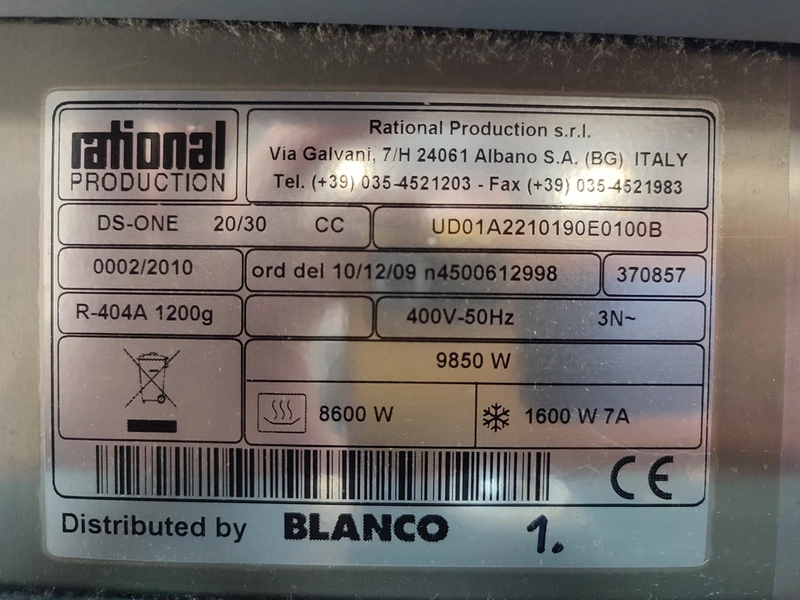 rational
PRODUCTION
Rational Production s.r.l.
Via Galvani, 7/H 24061 Albano S.A. (BG) ITALY
Tel. (+39) 035-4521203 - Fax (+39) 035-4521983
DS-ONE 20/30 CC
UD01A2210190E0100B
0002/2010
ord del 10/12/09 n4500612998
370857
R-404A 1200g
400V-50Hz 3N~
9850 W
8600 W
1600 W 7A
CE
Distributed by BLANCO
1.